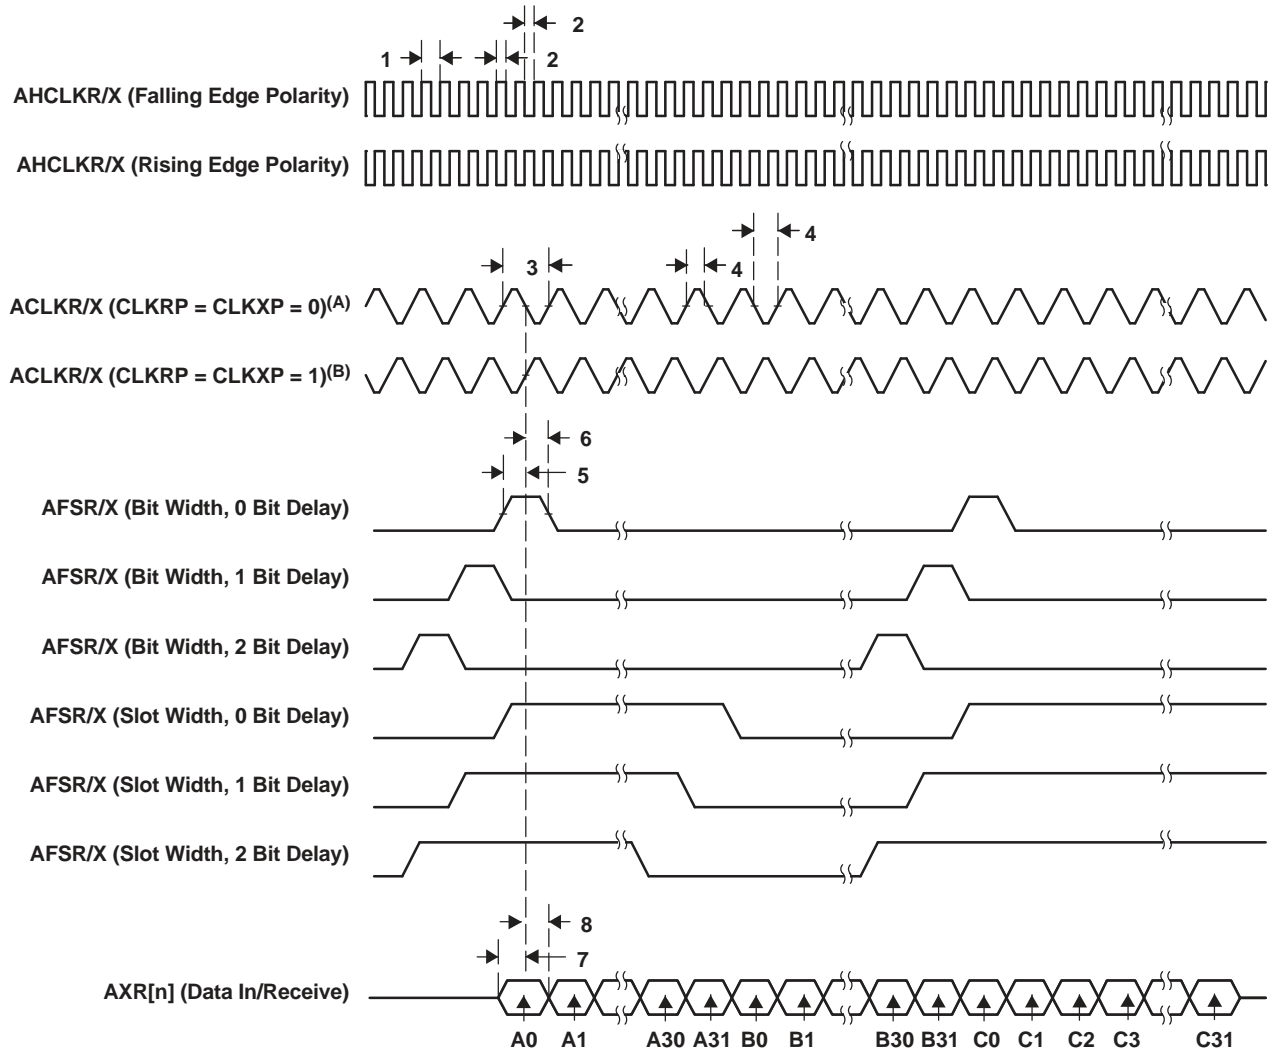 2
1
2
AHCLKR/X (Falling Edge Polarity)
AHCLKR/X (Rising Edge Polarity)
4
3
4
ACLKR/X (CLKRP = CLKXP = 0)(A)
ACLKR/X (CLKRP = CLKXP = 1)(B)
6
5
AFSR/X (Bit Width, 0 Bit Delay)
AFSR/X (Bit Width, 1 Bit Delay)
AFSR/X (Bit Width, 2 Bit Delay)
AFSR/X (Slot Width, 0 Bit Delay)
AFSR/X (Slot Width, 1 Bit Delay)
AFSR/X (Slot Width, 2 Bit Delay)
8
7
AXR[n] (Data In/Receive)
A0 A1 A30 A31 B0 B1 B30 B31 C0 C1 C2 C3 C31